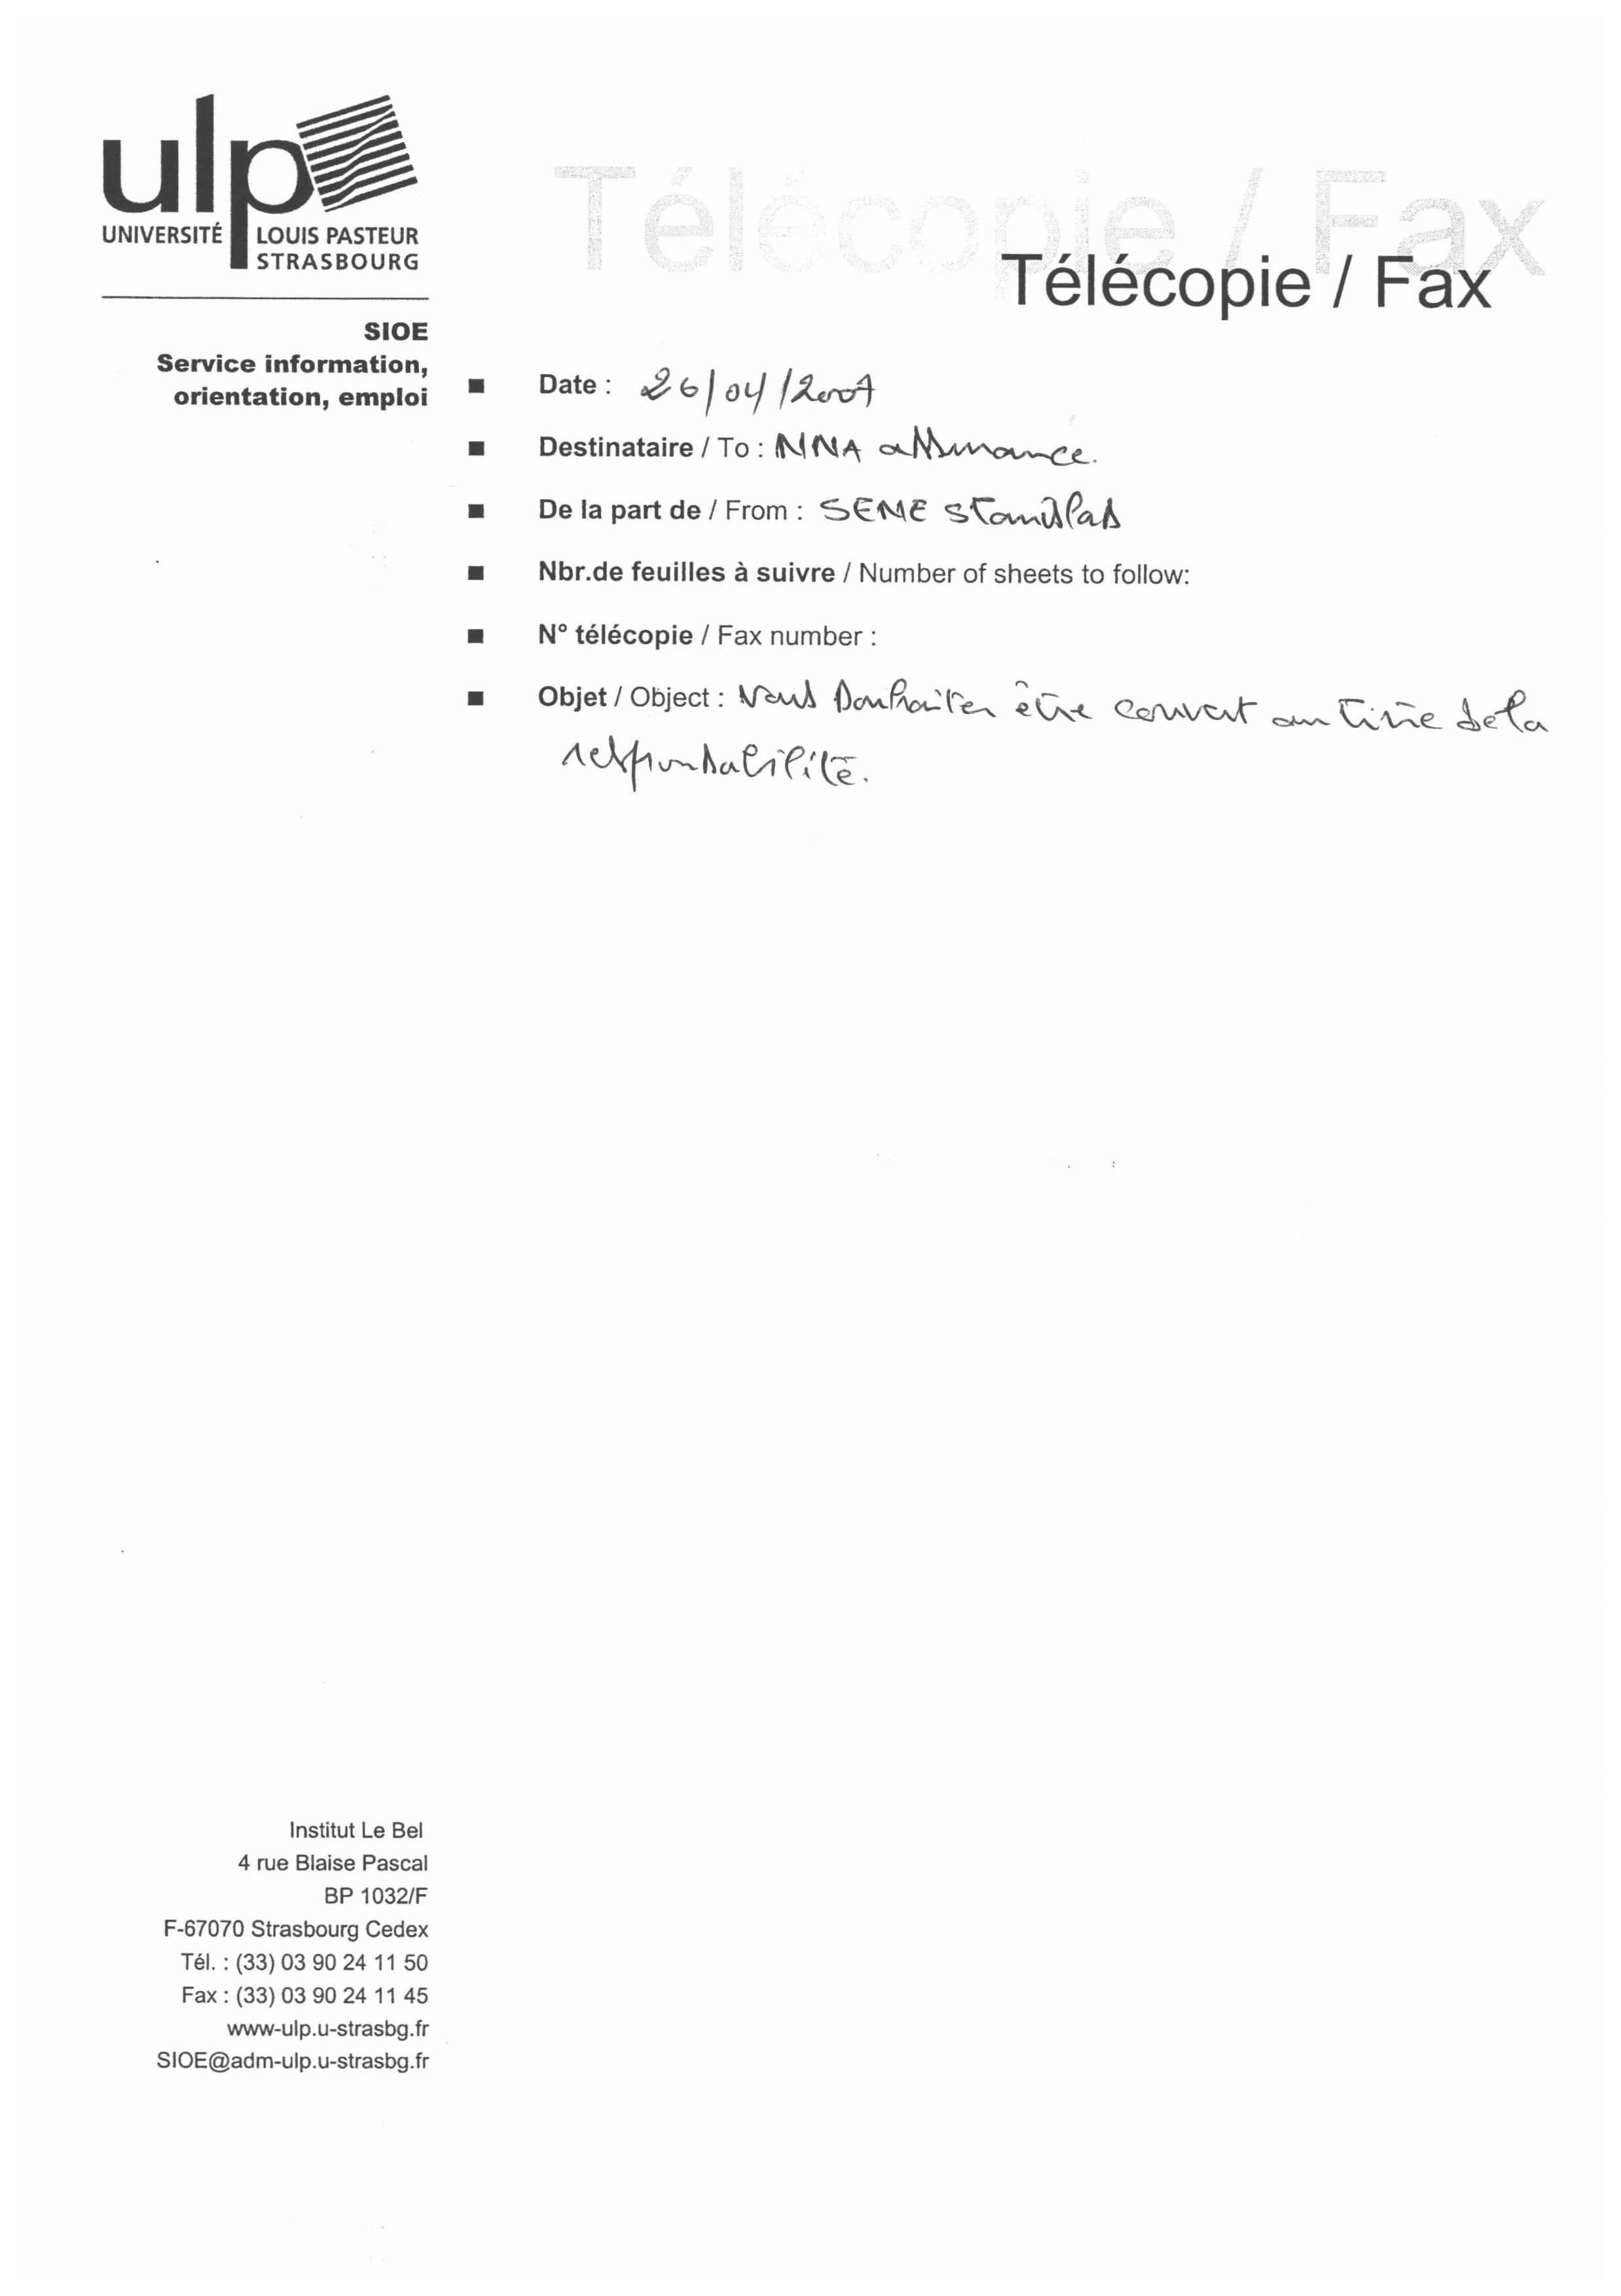 ulp
UNIVERSITÉ LOUIS PASTEUR
STRASBOURG
Télécopie / Fax
Télécopie / Fax
SIOE
Service information,
orientation, emploi
Date : 26/04/2007
Destinataire / To : NNA assurance.
De la part de / From : SEME Stanislas
Nbr.de feuilles à suivre / Number of sheets to follow:
N° télécopie / Fax number :
Objet / Object : Vous souhaiter être couvert au titre de la
responsabilité.
Institut Le Bel
4 rue Blaise Pascal
BP 1032/F
F-67070 Strasbourg Cedex
Tél. : (33) 03 90 24 11 50
Fax : (33) 03 90 24 11 45
www-ulp.u-strasbg.fr
SIOE@adm-ulp.u-strasbg.fr